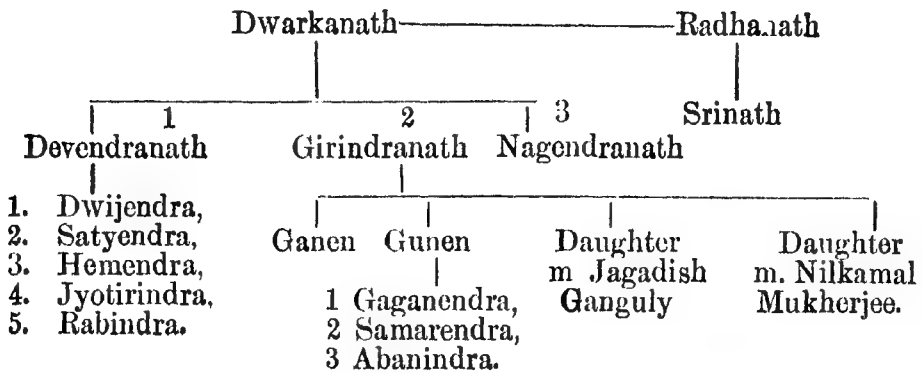 Dwarkanath Radhanath
1 2 3 Srinath
Devendranath Girindranath Nagendranath
1. Dwijendra,
2. Satyendra,
3. Hemendra,
4. Jyotirindra,
5. Rabindra.
Ganen Gunen Daughter Daughter
m Jagadish m. Nilkamal
Ganguly Mukherjee.
1 Gaganendra,
2 Samarendra,
3 Abanindra.